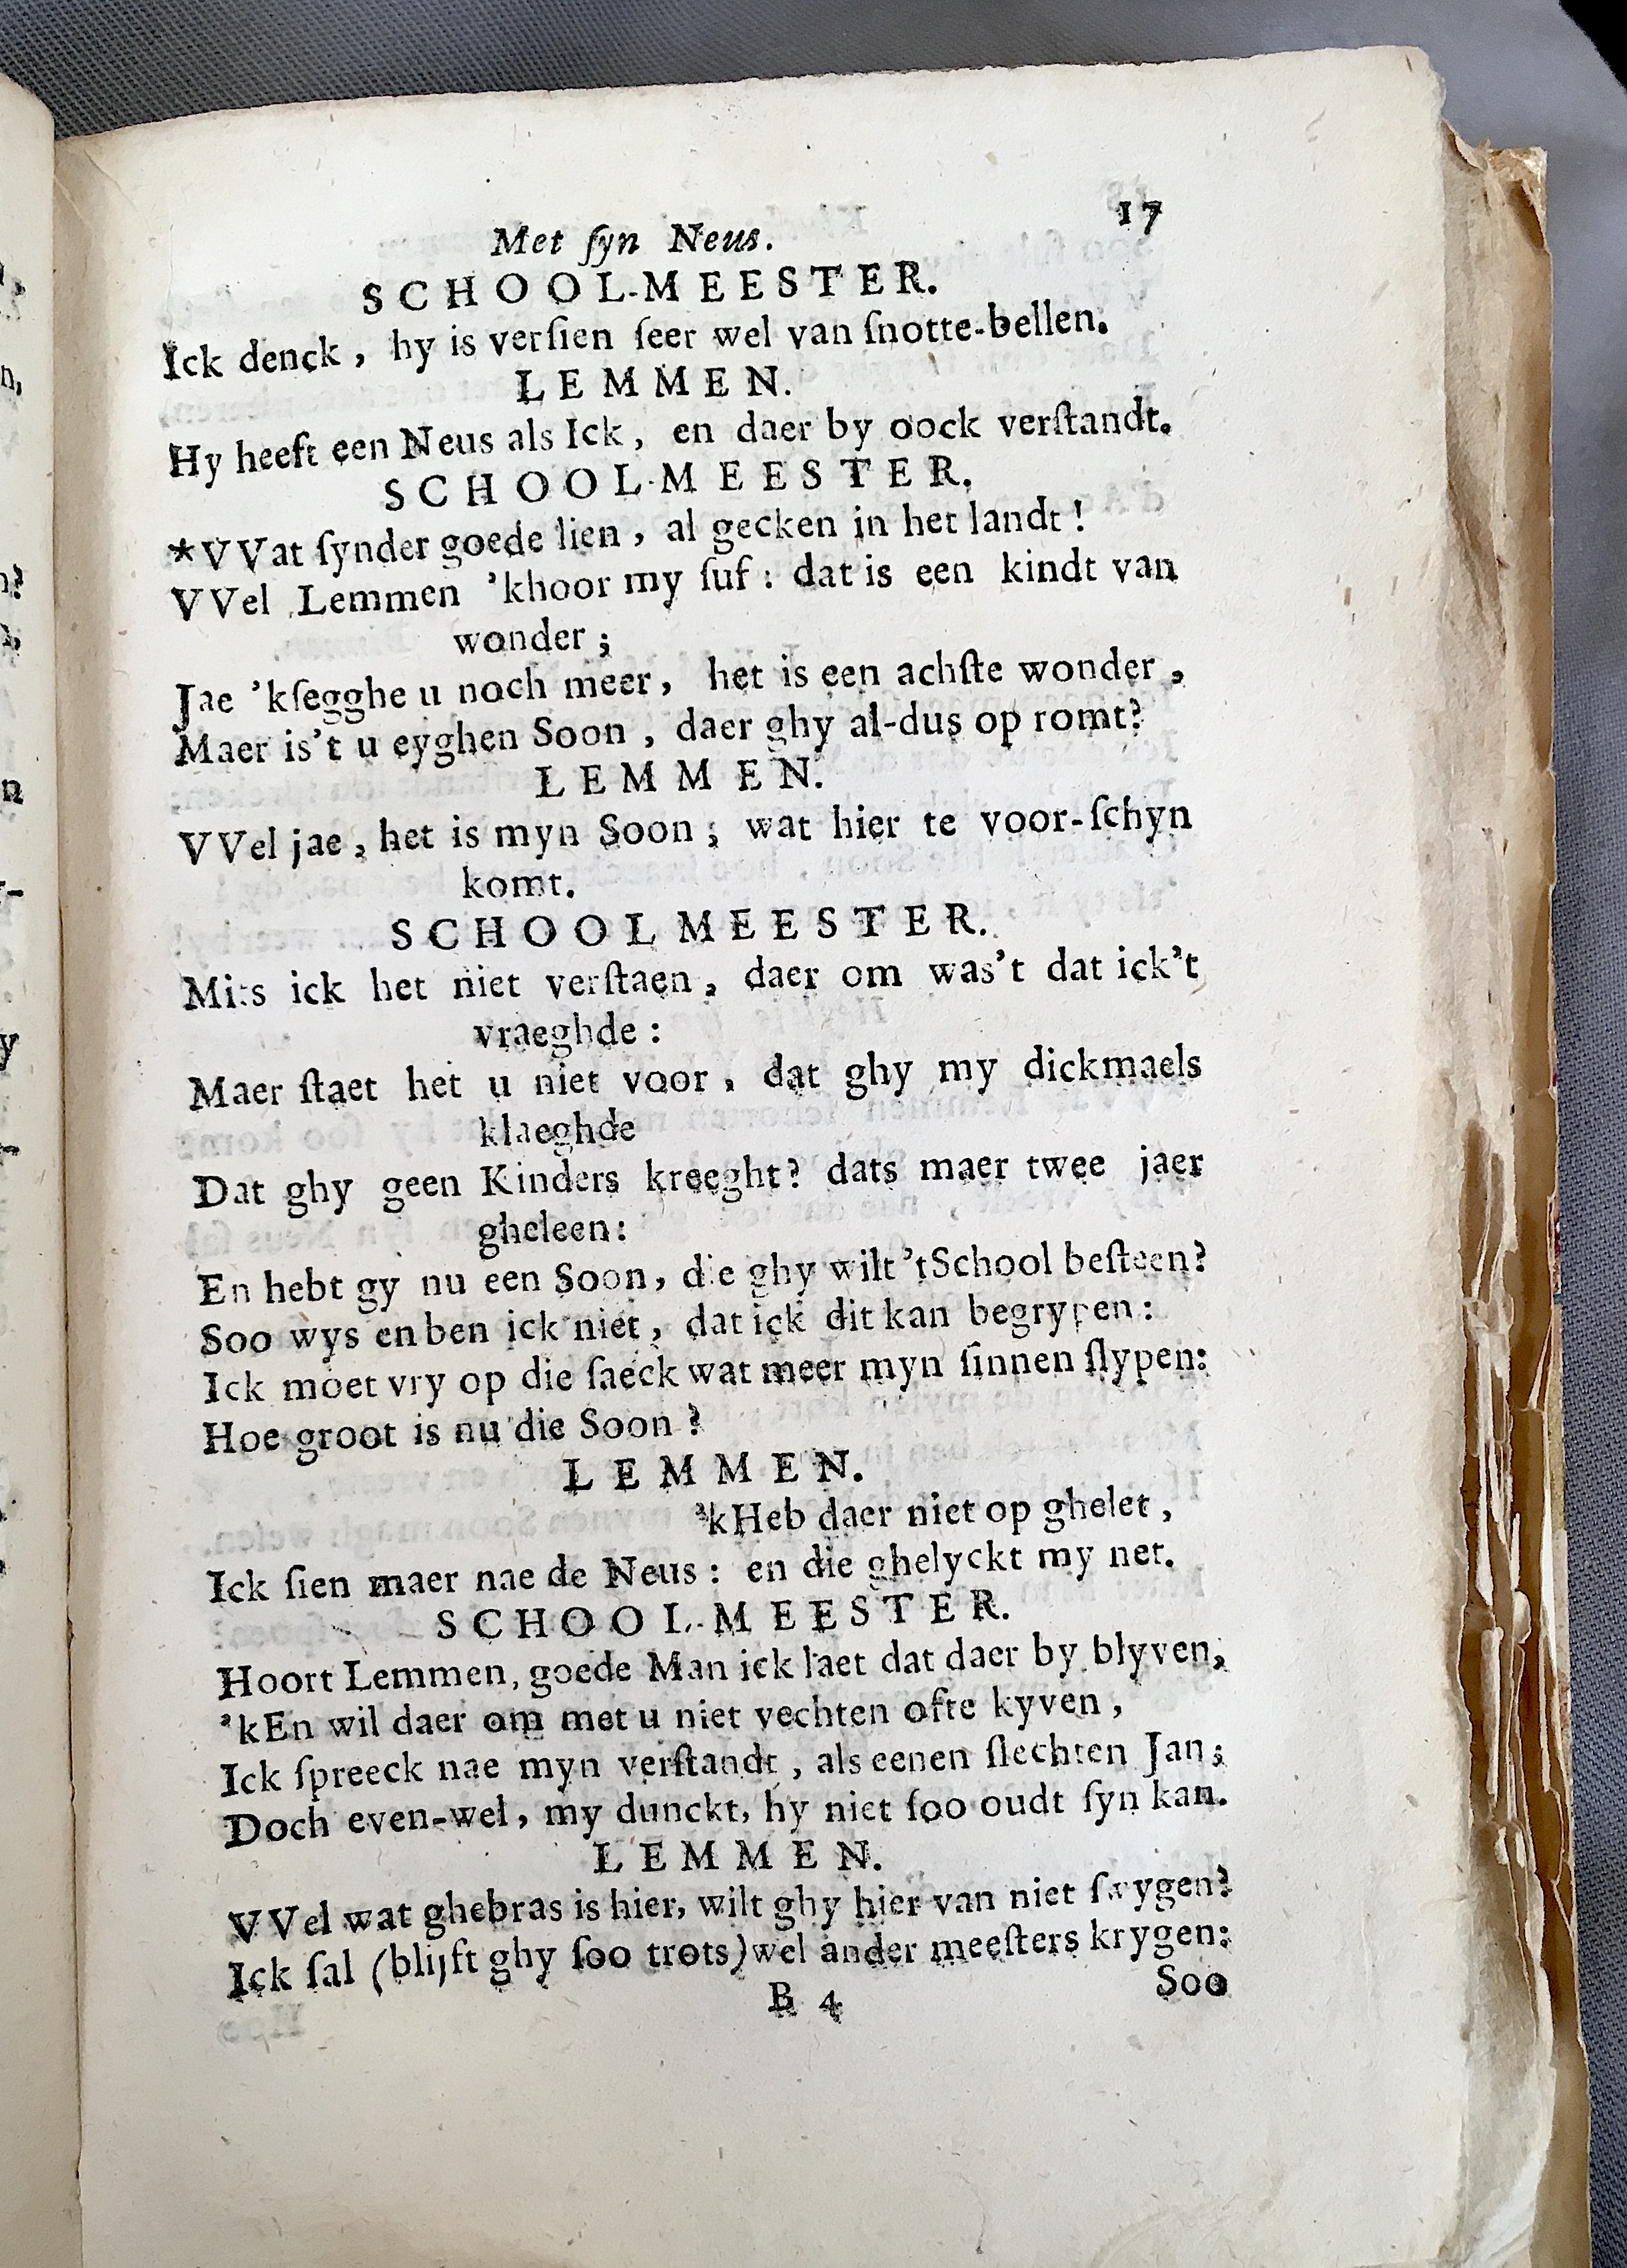 17
Met ſyn Neus.
SCHOOL-MEESTER.
Ick denck, hy is verſien ſeer wel van ſnotte-bellen.
LEMMEN.
Hy heeft een Neus als Ick, en daer by oock verſtandt.
SCHOOL-MEESTER.
*VVat ſynder goede lien, al gecken in het landt!
VVel Lemmen 'khoor my ſuf: dat is een kindt van
wonder;
Jae 'kſegghe u noch meer, het is een achſte wonder,
Maer is't u eyghen Soon, daer ghy al-dus op romt?
LEMMEN.
VVel jae, het is myn Soon; wat hier te voor-ſchyn
komt.
SCHOOL MEESTER.
Mits ick het niet verſtaen, daer om was't dat ick't
vraeghde:
Maer ſtaet het u niet voor, dat ghy my dickmaels
klaeghde
Dat ghy geen Kinders kreeght? dats maer twee jaer
gheleen:
En hebt gy nu een Soon, die ghy wilt 'tSchool beſteen?
Soo wys en ben ick niet, dat ick dit kan begrypen:
Ick moet vry op die ſaeck wat meer myn ſinnen ſlypen:
Hoe groot is nu die Soon?
LEMMEN.
'kHeb daer niet op ghelet,
Ick ſien maer nae de Neus: en die ghelyckt my net.
SCHOOL-MEESTER.
Hoort Lemmen, goede Man ick laet dat daer by blyven,
'kEn wil daer om met u niet vechten ofte kyven,
Ick ſpreeck nae myn verſtandt, als eenen ſlechten Jan;
Doch even-wel, my dunckt, hy niet ſoo oudt ſyn kan.
LEMMEN.
VVel wat ghebras is hier, wilt ghy hier van niet ſwygen?
Ick ſal (blijft ghy ſoo trots) wel ander meeſters krygen:
B 4 Soo